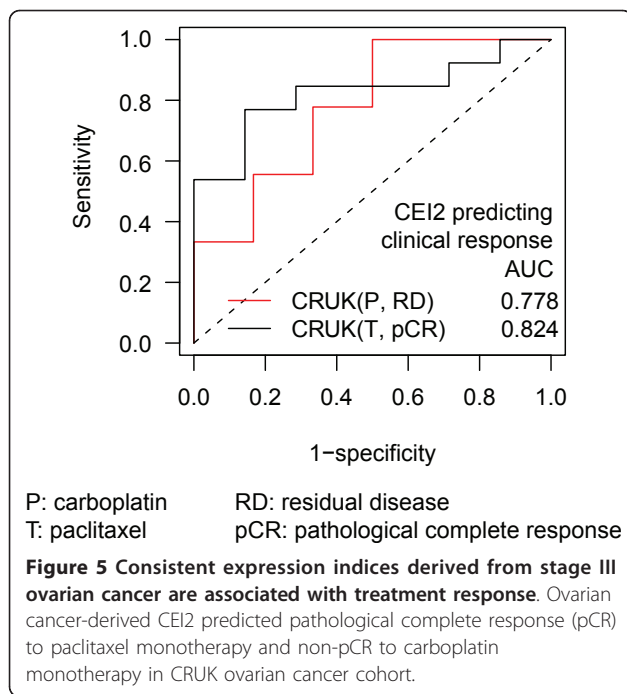 1.0
0.8
0.6
0.4
0.2
0.0
Sensitivity
CEI2 predicting
clinical response
AUC
CRUK(P, RD) 0.778
CRUK(T, pCR) 0.824
0.0 0.2 0.4 0.6 0.8 1.0
1−specificity
P: carboplatin RD: residual disease
T: paclitaxel pCR: pathological complete response
Figure 5 Consistent expression indices derived from stage III
ovarian cancer are associated with treatment response. Ovarian
cancer-derived CEI2 predicted pathological complete response (pCR)
to paclitaxel monotherapy and non-pCR to carboplatin
monotherapy in CRUK ovarian cancer cohort.